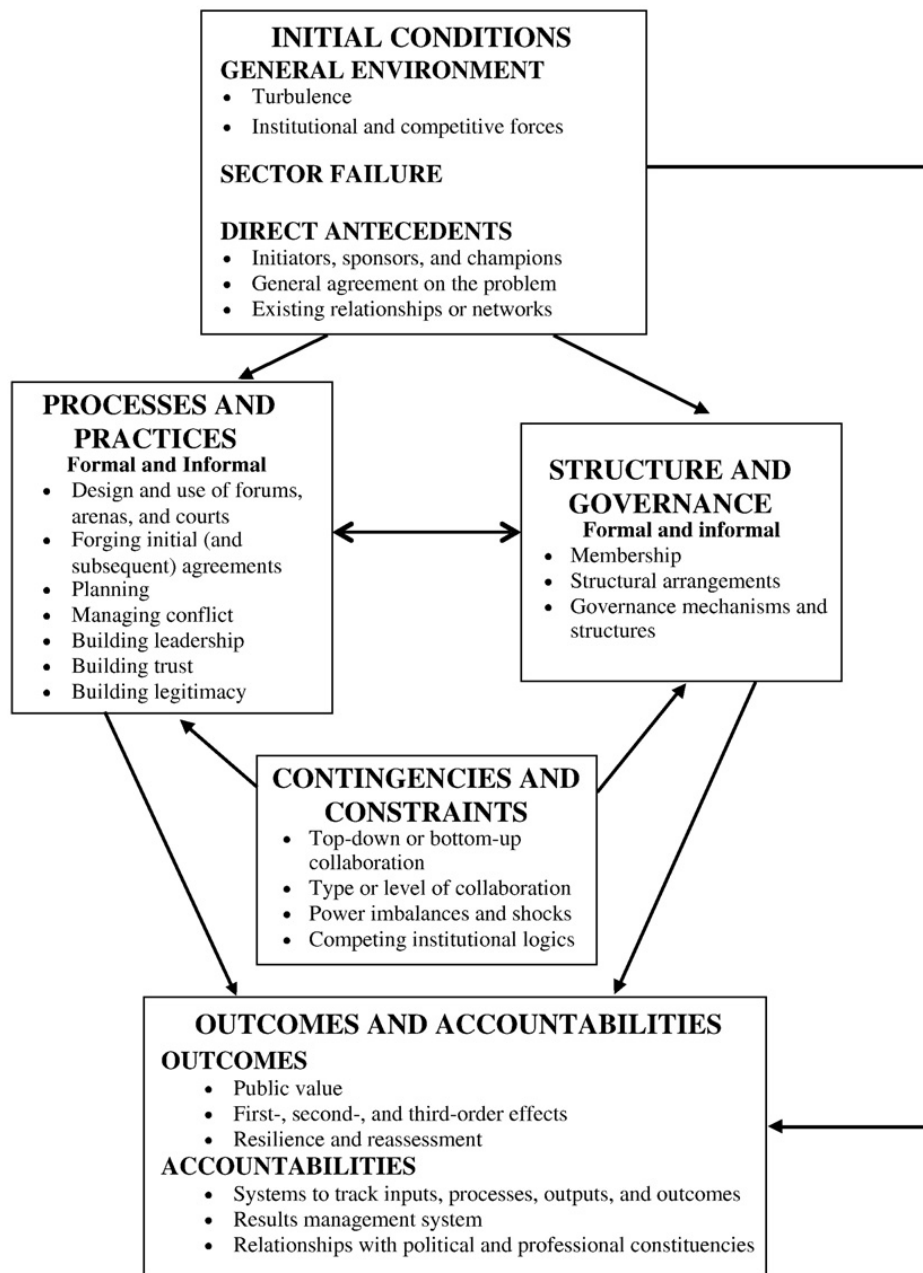 INITIAL CONDITIONS
GENERAL ENVIRONMENT
• Turbulence
• Institutional and competitive forces
SECTOR FAILURE
DIRECT ANTECEDENTS
• Initiators, sponsors, and champions
• General agreement on the problem
• Existing relationships or networks
PROCESSES AND
PRACTICES
Formal and Informal
• Design and use of forums,
arenas, and courts
• Forging initial (and
subsequent) agreements
• Planning
• Managing conflict
• Building leadership
• Building trust
• Building legitimacy
STRUCTURE AND
GOVERNANCE
Formal and informal
• Membership
• Structural arrangements
• Governance mechanisms and
structures
CONTINGENCIES AND
CONSTRAINTS
• Top-down or bottom-up
collaboration
• Type or level of collaboration
• Power imbalances and shocks
• Competing institutional logics
OUTCOMES AND ACCOUNTABILITIES
OUTCOMES
• Public value
• First-, second-, and third-order effects
• Resilience and reassessment
ACCOUNTABILITIES
• Systems to track inputs, processes, outputs, and outcomes
• Results management system
• Relationships with political and professional constituencies